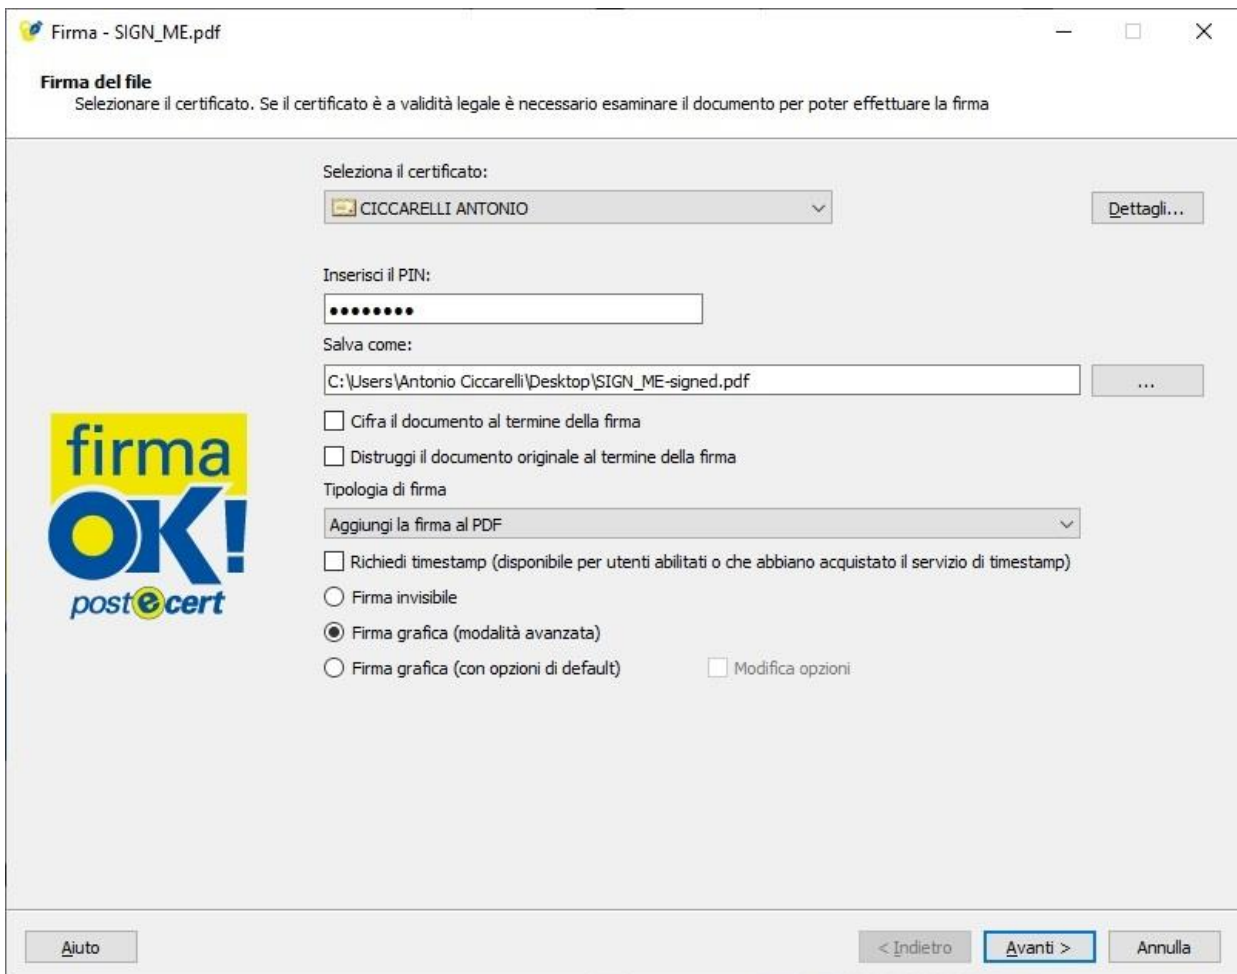 Firma - SIGN_ME.pdf
Firma del file
Selezionare il certificato. Se il certificato è a validità legale è necessario esaminare il documento per poter effettuare la firma
Seleziona il certificato:
CICCARELLI ANTONIO
Dettagli...
Inserisci il PIN:
••••••••
Salva come:
C:\Users\Antonio Ciccarelli\Desktop\SIGN_ME-signed.pdf
...
Cifra il documento al termine della firma
Distruggi il documento originale al termine della firma
Tipologia di firma
Aggiungi la firma al PDF
Richiedi timestamp (disponibile per utenti abilitati o che abbiano acquistato il servizio di timestamp)
Firma invisibile
Firma grafica (modalità avanzata)
Firma grafica (con opzioni di default)
Modifica opzioni
firma
OK!
postecert
Aiuto
< Indietro
Avanti >
Annulla